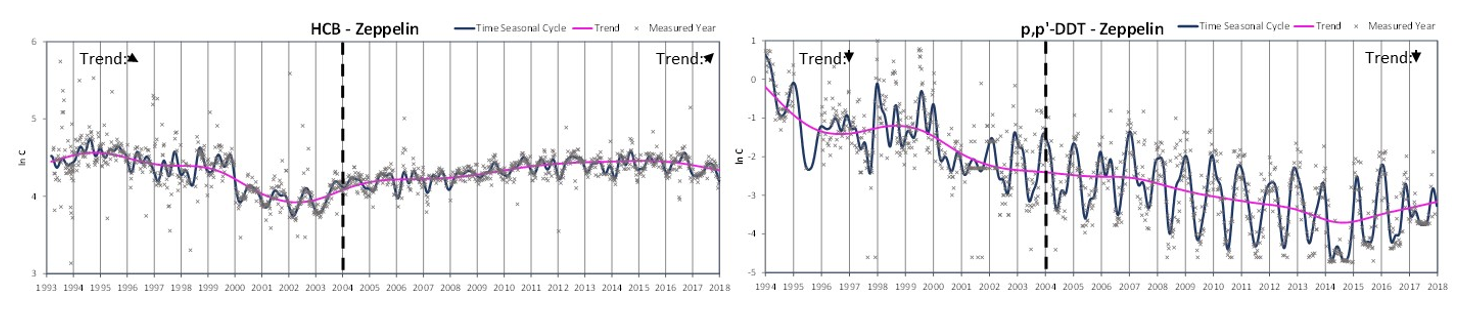 HCB - Zeppelin
Time Seasonal Cycle Trend × Measured Year
Trend:
Trend:
ln C
6
5
4
3
1993 1994 1995 1996 1997 1998 1999 2000 2001 2002 2003 2004 2005 2006 2007 2008 2009 2010 2011 2012 2013 2014 2015 2016 2017 2018
p,p'-DDT - Zeppelin
Time Seasonal Cycle Trend × Measured Year
Trend:
Trend:
ln C
1
0
-1
-2
-3
-4
-5
1994 1995 1996 1997 1998 1999 2000 2001 2002 2003 2004 2005 2006 2007 2008 2009 2010 2011 2012 2013 2014 2015 2016 2017 2018